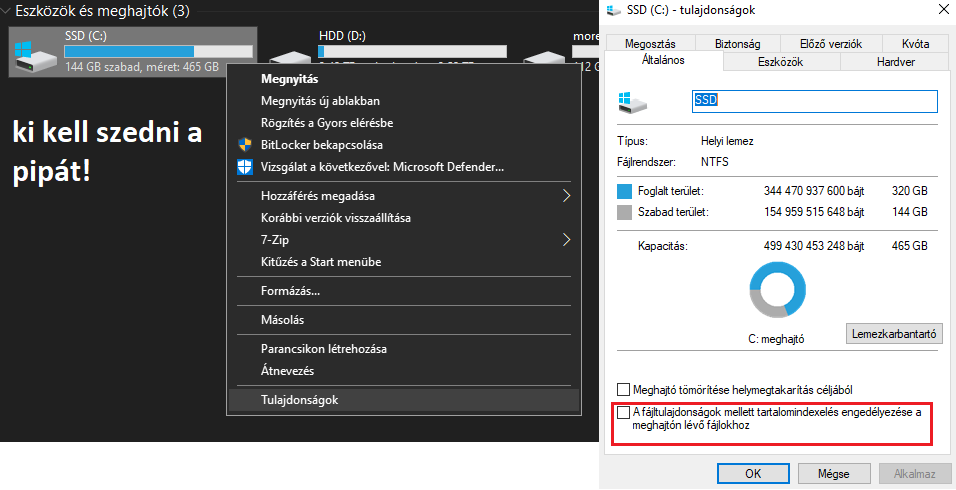 Eszközök és meghajtók (3)
SSD (C:)
144 GB szabad, méret: 465 GB
HDD (D:)
more
ki kell szedni a
pipát!
Megnyitás
Megnyitás új ablakban
Rögzítés a Gyors elérésbe
BitLocker bekapcsolása
Vizsgálat a következővel: Microsoft Defender...
Hozzáférés megadása
Korábbi verziók visszaállítása
7-Zip
Kitűzés a Start menübe
Formázás...
Másolás
Parancsikon létrehozása
Átnevezés
Tulajdonságok
SSD (C:) - tulajdonságok
Megosztás Biztonság Előző verziók Kvóta
Általános Eszközök Hardver
SSD
Típus: Helyi lemez
Fájlrendszer: NTFS
Foglalt terület: 344 470 937 600 bájt 320 GB
Szabad terület: 154 959 515 648 bájt 144 GB
Kapacitás: 499 430 453 248 bájt 465 GB
C: meghajtó
Lemezkarbantartó
Meghajtó tömörítése helymegtakarítás céljából
A fájltulajdonságok mellett tartalomindexelés engedélyezése a
meghajtón lévő fájlokhoz
OK Mégse Alkalmaz